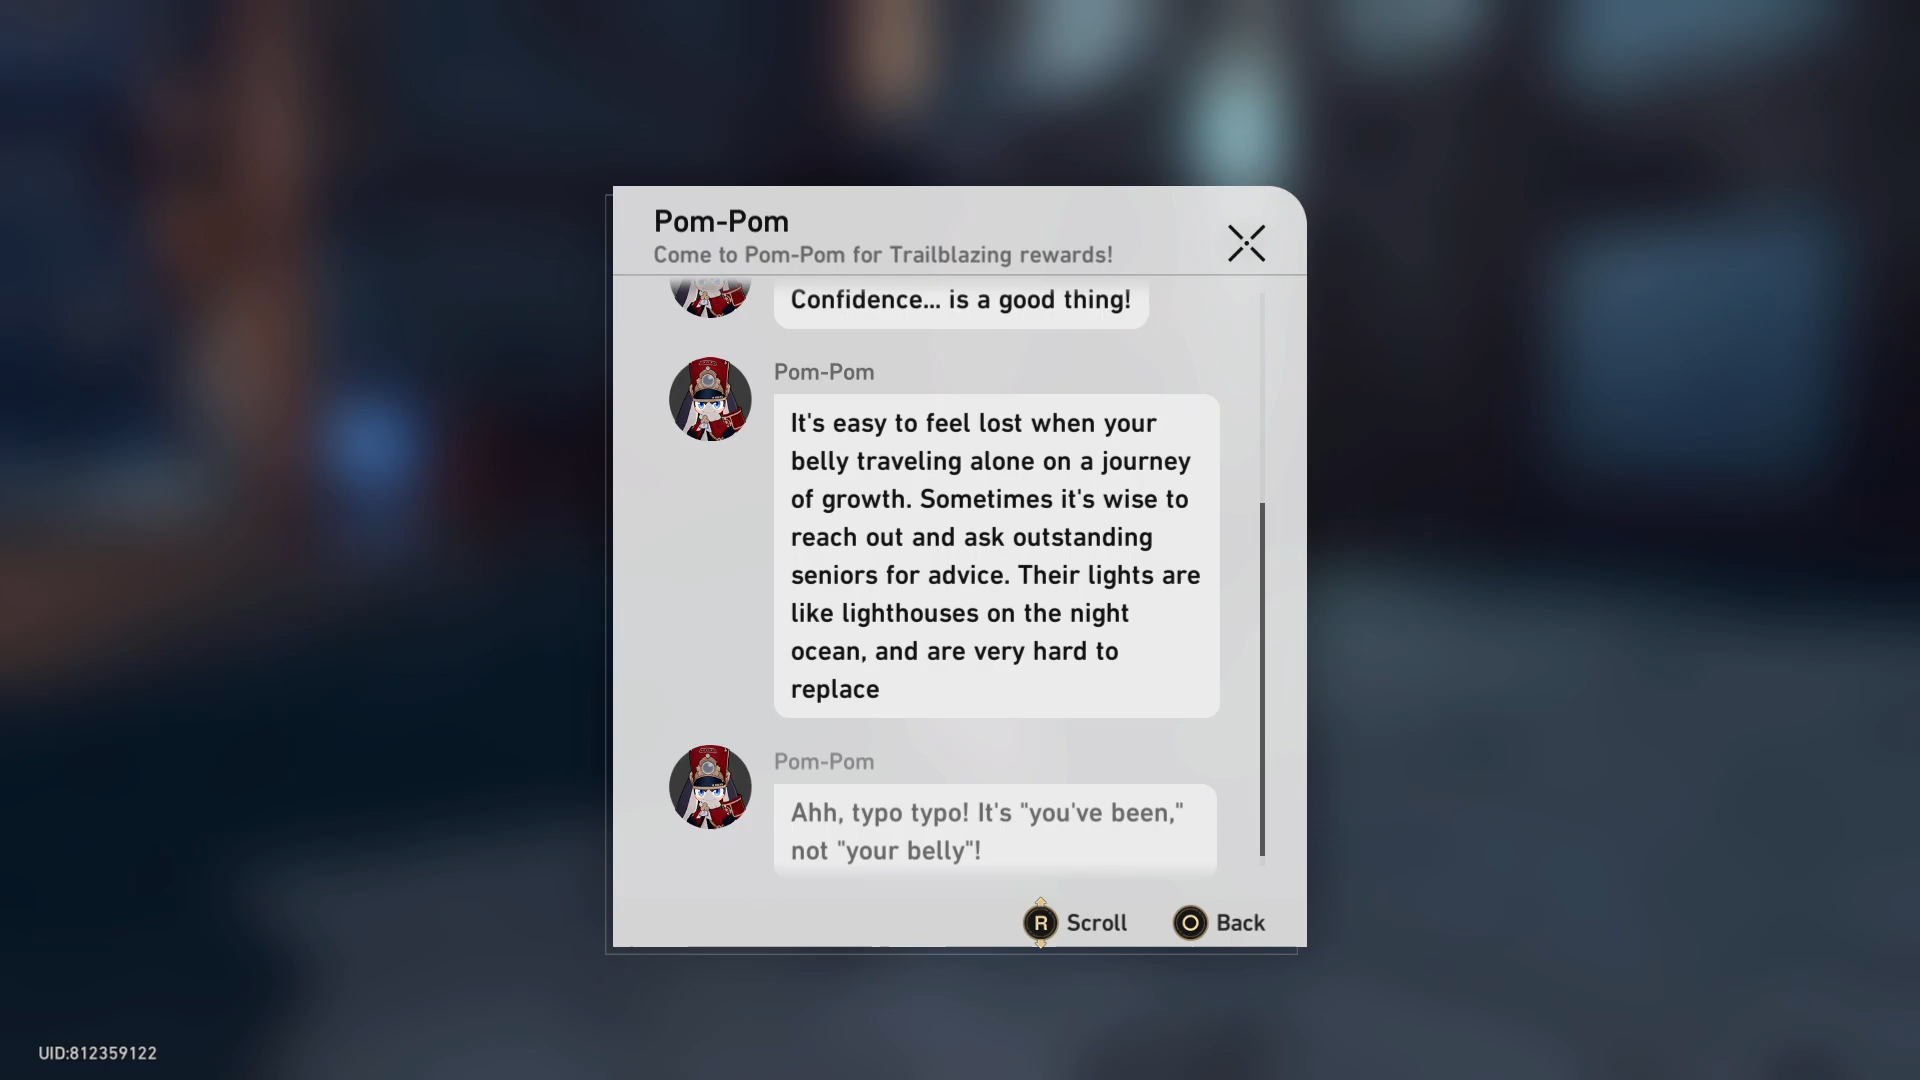 Pom-Pom
Come to Pom-Pom for Trailblazing rewards!
Confidence... is a good thing!
Pom-Pom
It's easy to feel lost when your
belly traveling alone on a journey
of growth. Sometimes it's wise to
reach out and ask outstanding
seniors for advice. Their lights are
like lighthouses on the night
ocean, and are very hard to
replace
Pom-Pom
Ahh, typo typo! It's "you've been,"
not "your belly"!
R Scroll
Back
UID:812359122